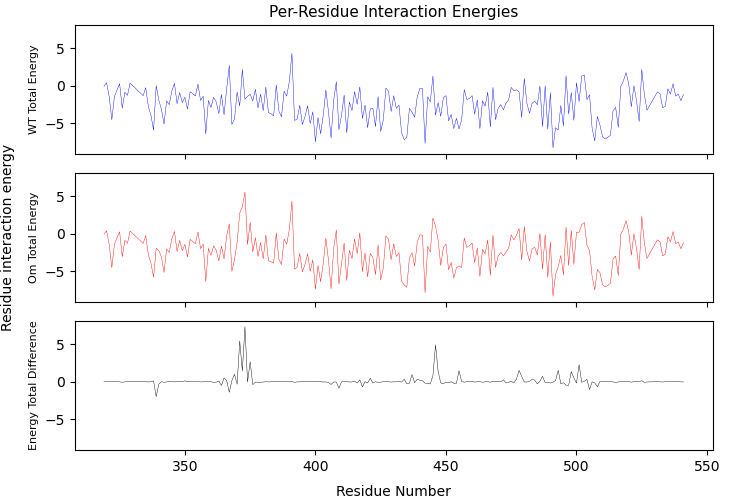 Per-Residue Interaction Energies
Residue interaction energy
WT Total Energy
5
0
−5
Om Total Energy
5
0
−5
Energy Total Difference
5
0
−5
350 400 450 500 550
Residue Number